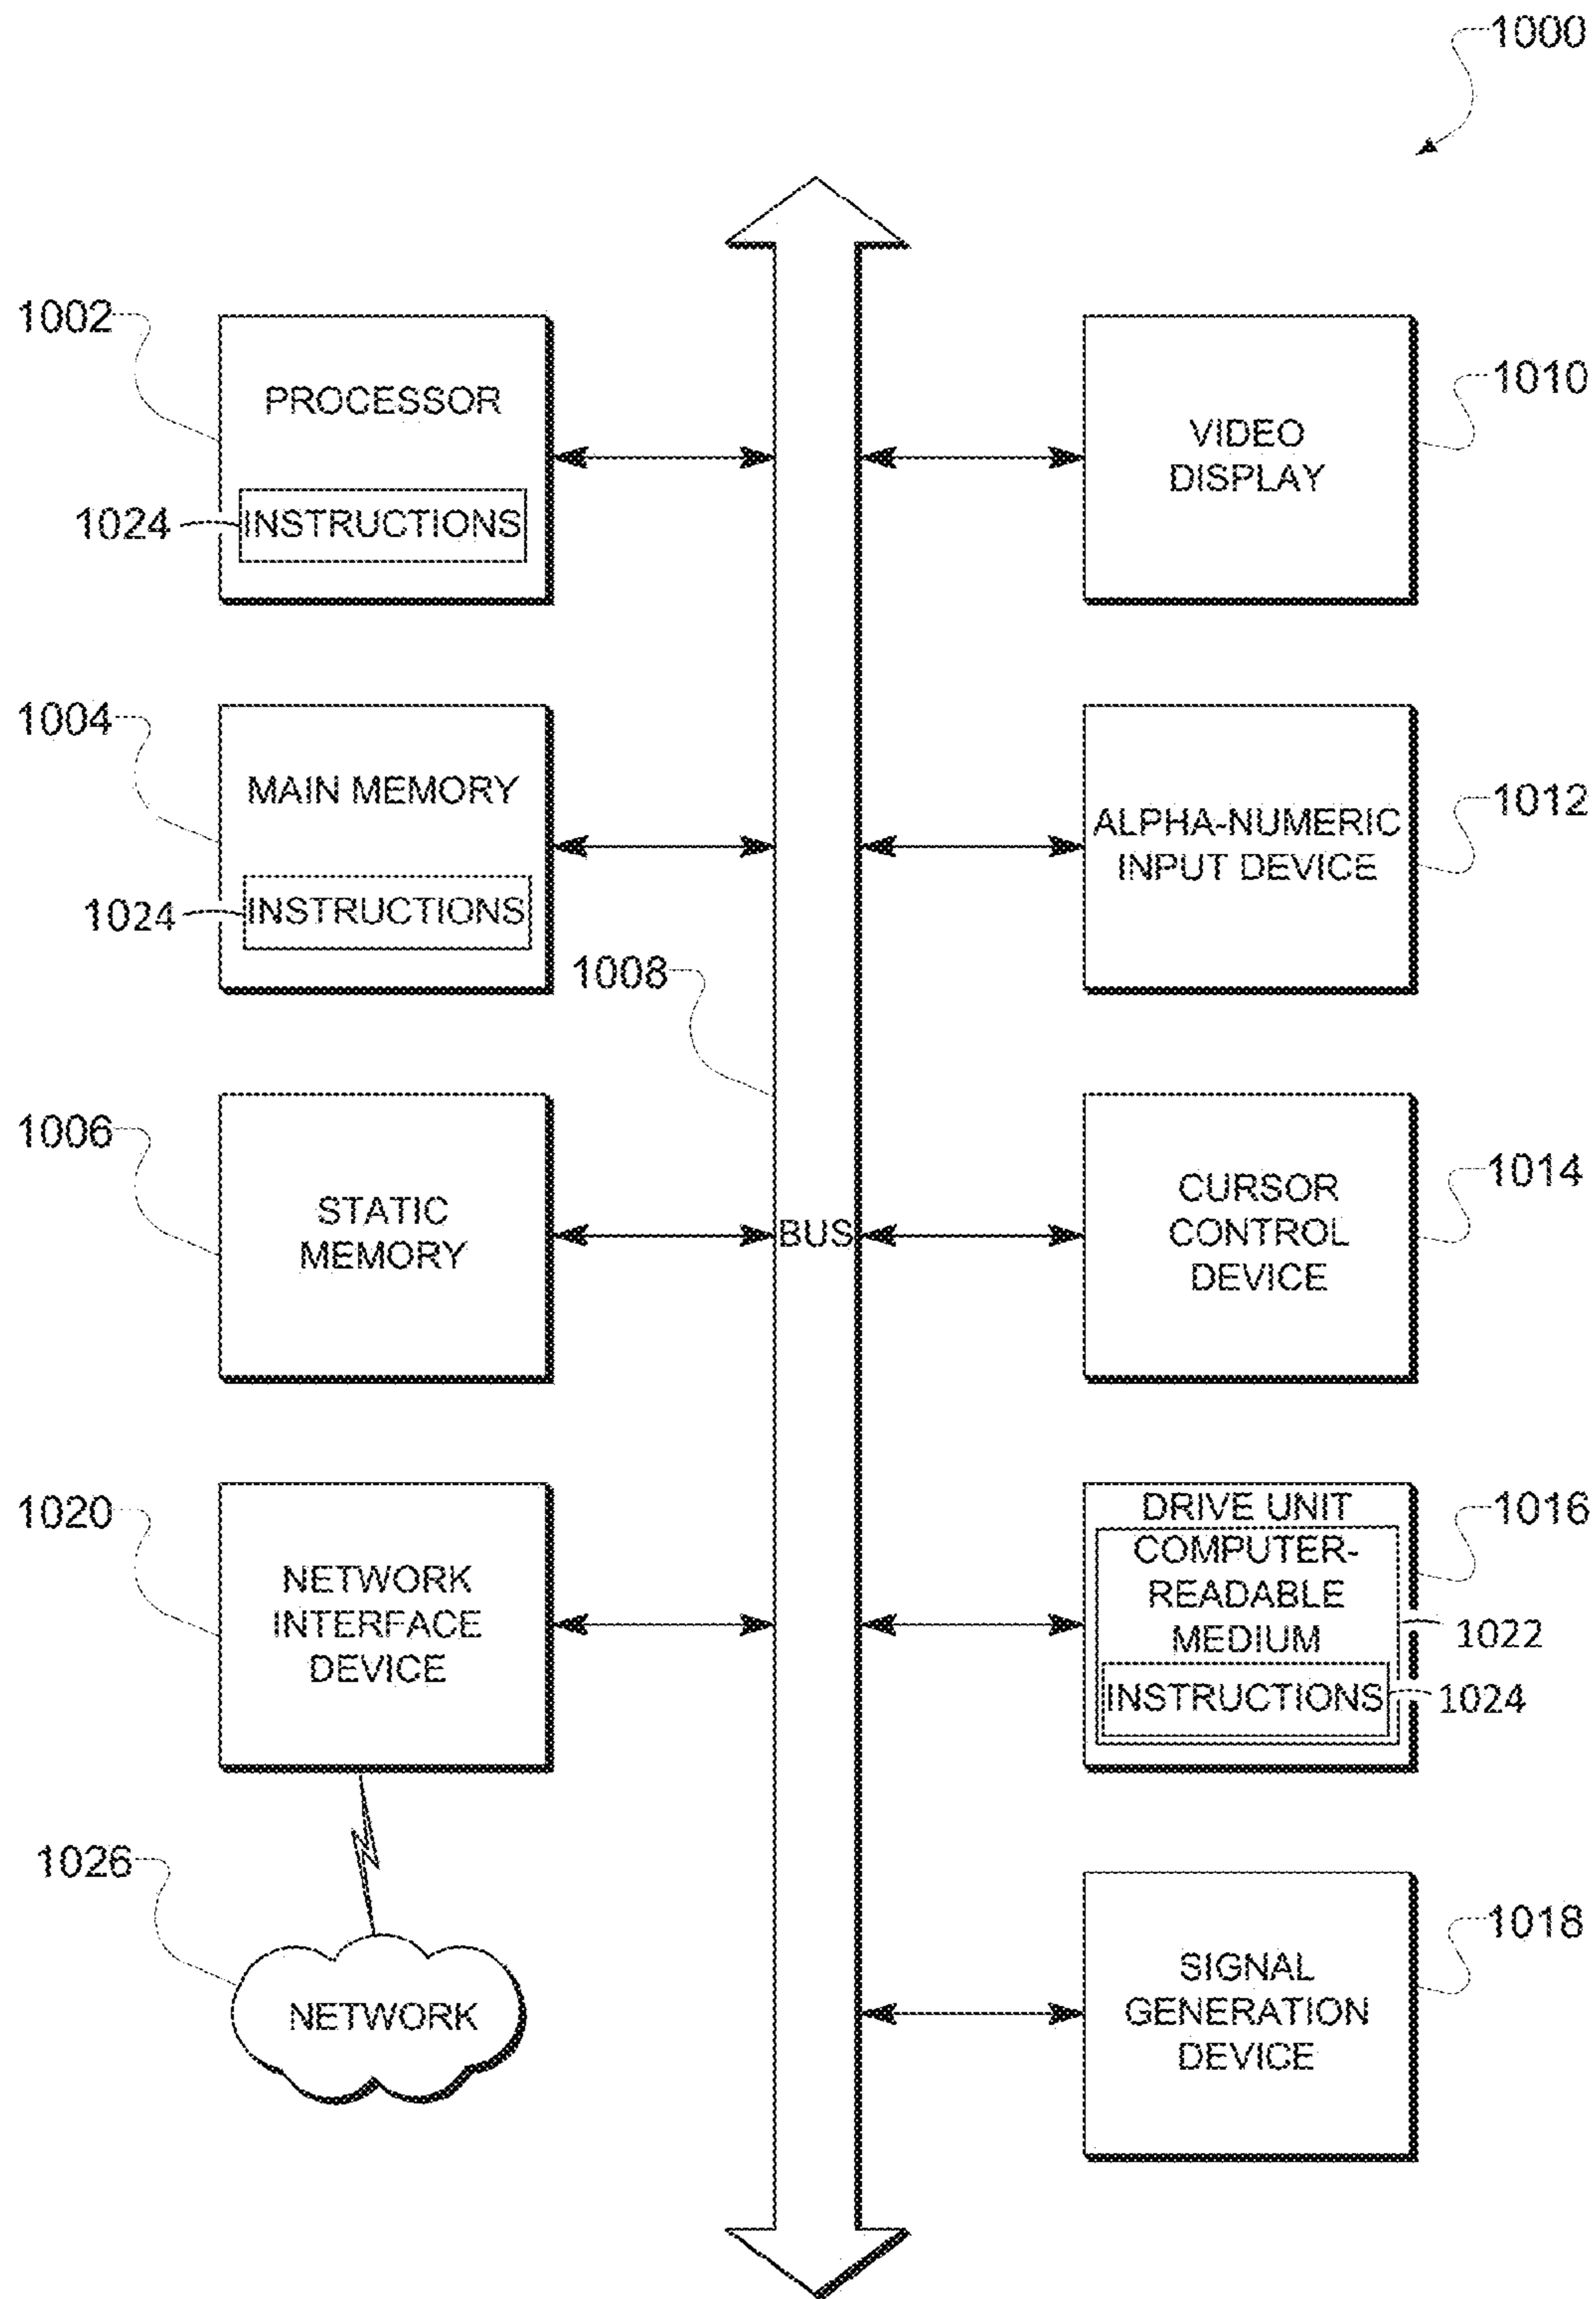 1000
1002
PROCESSOR
1024
INSTRUCTIONS
1010
VIDEO
DISPLAY
1004
MAIN MEMORY
1024
INSTRUCTIONS
1012
ALPHA-NUMERIC
INPUT DEVICE
1008
1006
STATIC
MEMORY
BUS
1014
CURSOR
CONTROL
DEVICE
1020
NETWORK
INTERFACE
DEVICE
1016
DRIVE UNIT
COMPUTER-
READABLE
MEDIUM
1022
INSTRUCTIONS
1024
1026
NETWORK
1018
SIGNAL
GENERATION
DEVICE